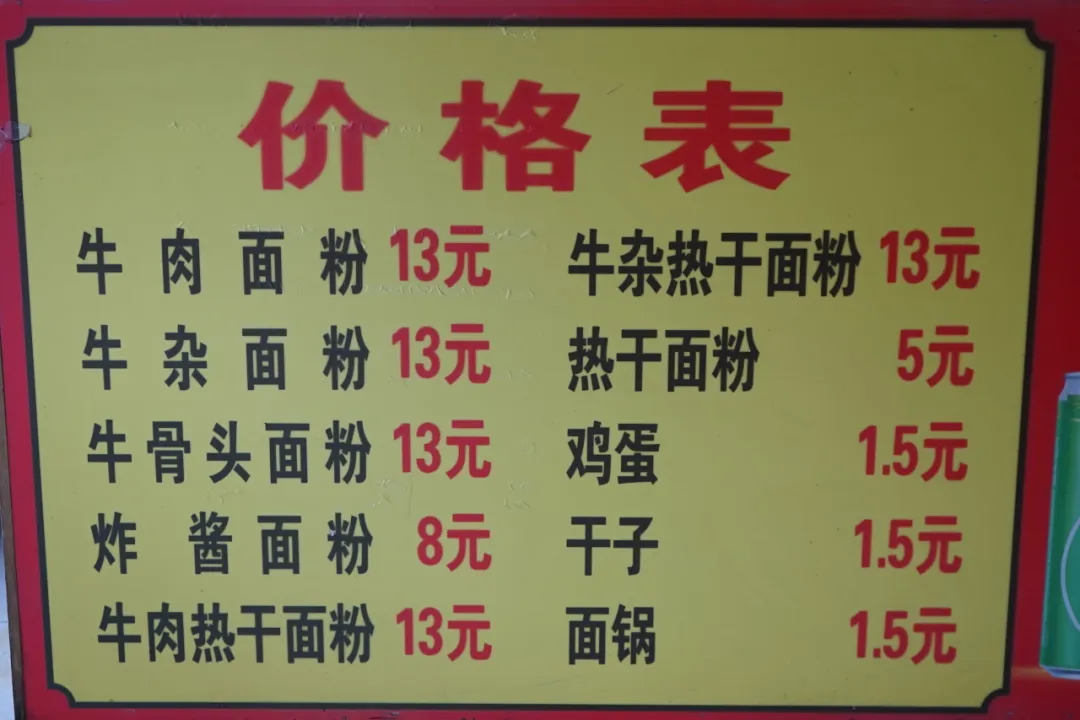 价格表
牛肉面粉 13元
牛杂面粉 13元
牛骨头面粉 13元
炸酱面粉 8元
牛肉热干面粉 13元
牛杂热干面粉 13元
热干面粉 5元
鸡蛋 1.5元
干子 1.5元
面锅 1.5元